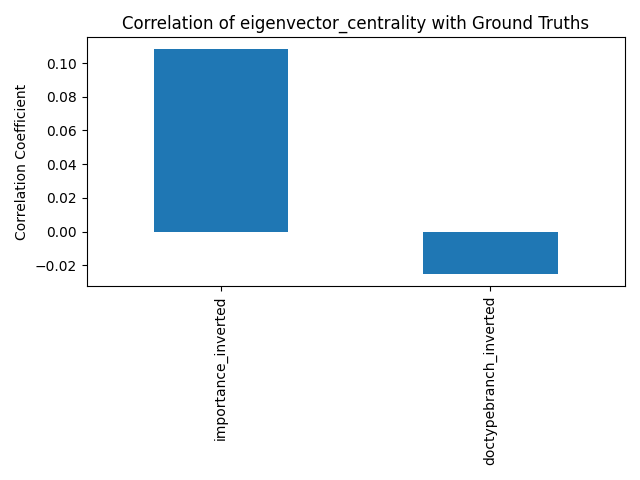 Correlation of eigenvector_centrality with Ground Truths
Correlation Coefficient
0.10
0.08
0.06
0.04
0.02
0.00
−0.02
importance_inverted
doctypebranch_inverted